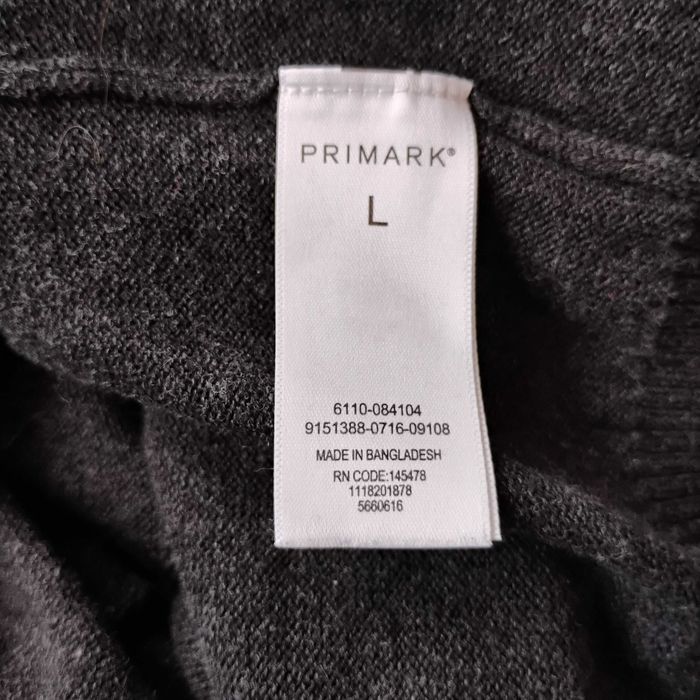 PRIMARK®
L
6110-084104
9151388-0716-09108
MADE IN BANGLADESH
RN CODE:145478
1118201878
5660616